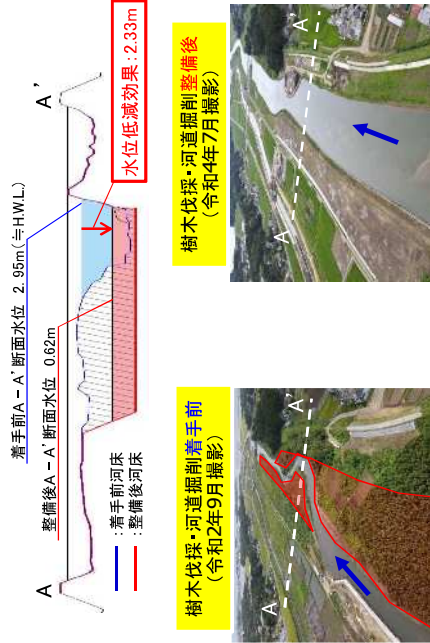 着手前A－A’断面水位 2.95m(≒H.W.L.)
整備後A－A’断面水位 0.62m
A
A’
水位低減効果:2.33m
:着手前河床
:整備後河床
樹木伐採・河道掘削着手前
(令和2年9月撮影)
樹木伐採・河道掘削整備後
(令和4年7月撮影)
A
A’
A
A’